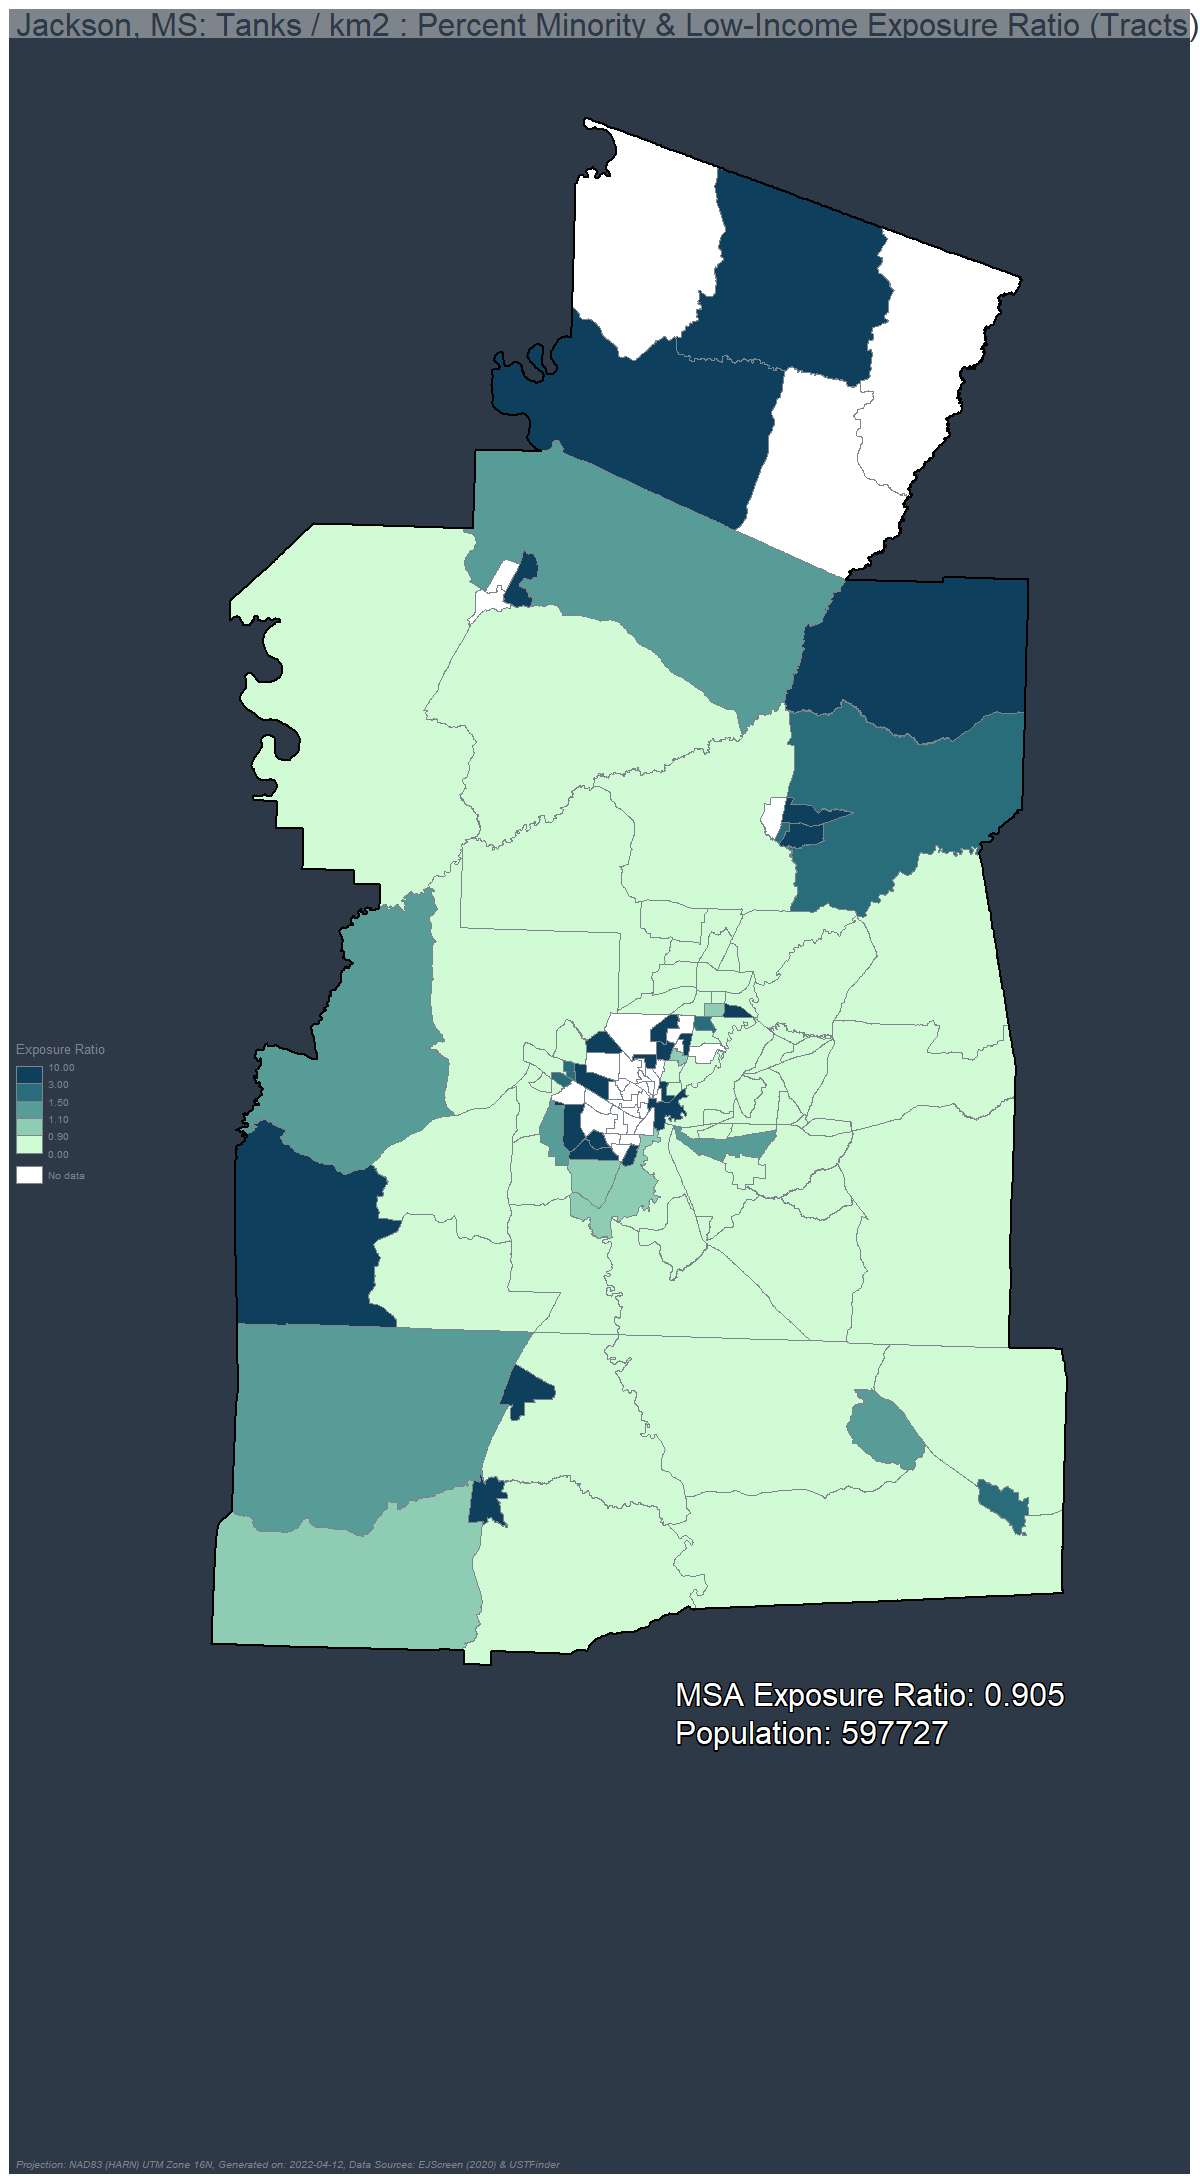 Jackson, MS: Tanks / km2 : Percent Minority & Low-Income Exposure Ratio (Tracts)
Exposure Ratio
10.00
3.00
1.50
1.10
0.90
0.00
No data
MSA Exposure Ratio: 0.905
Population: 597727
Projection: NAD83 (HARN) UTM Zone 16N, Generated on: 2022-04-12, Data Sources: EJScreen (2020) & USTFinder